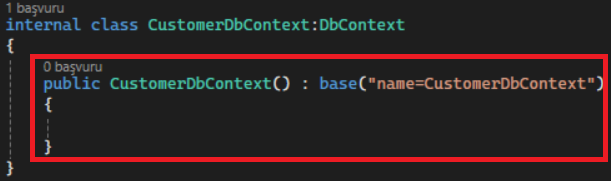 1 başvuru
internal class CustomerDbContext:DbContext
{
0 başvuru
public CustomerDbContext() : base("name=CustomerDbContext")
{
}
}